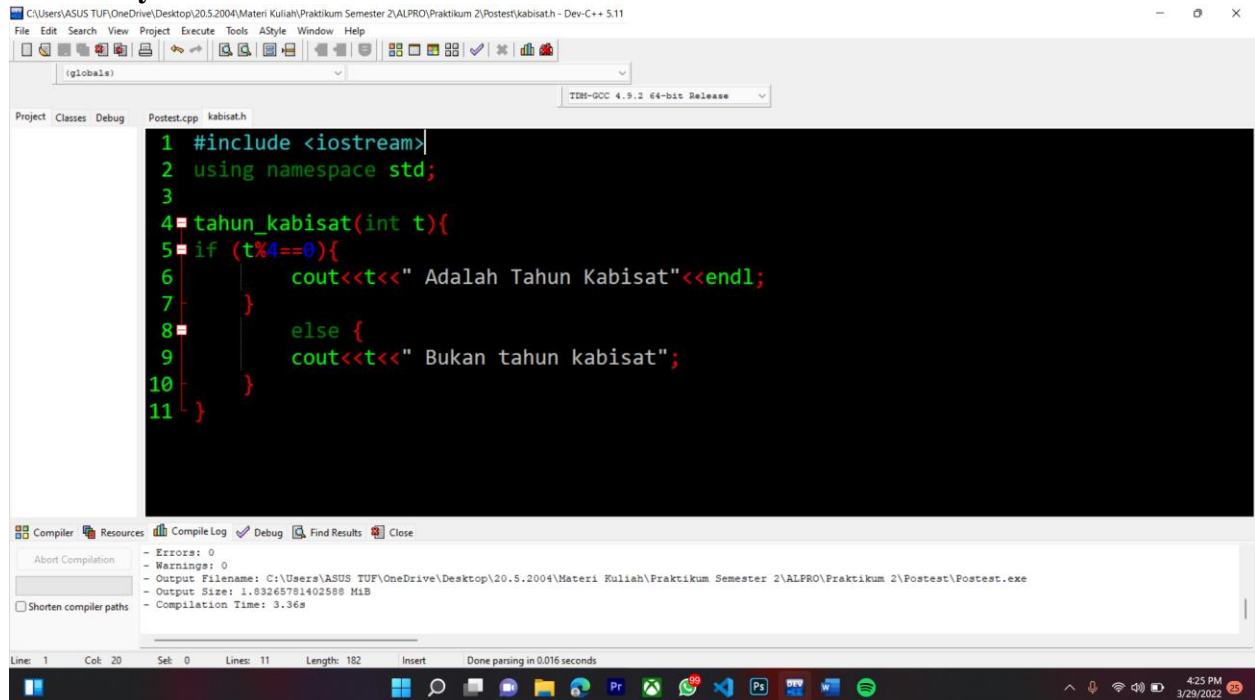 C:\Users\ASUS TUF\OneDrive\Desktop\20.5.2004\Materi Kuliah\Praktikum Semester 2\ALPRO\Praktikum 2\Postest\kabisat.h - Dev-C++ 5.11
File Edit Search View Project Execute Tools AStyle Window Help
(globals)
TDM-GCC 4.9.2 64-bit Release
Project Classes Debug Postest.cpp kabisat.h
1 #include <iostream>
2 using namespace std;
3
4 tahun_kabisat(int t){
5 if (t%4==0){
6 cout<<t<<" Adalah Tahun Kabisat"<<endl;
7 }
8 else {
9 cout<<t<<" Bukan tahun kabisat";
10 }
11 }
Compiler Resources Compile Log Debug Find Results Close
Abort Compilation
Shorten compiler paths
- Errors: 0
- Warnings: 0
- Output Filename: C:\Users\ASUS TUF\OneDrive\Desktop\20.5.2004\Materi Kuliah\Praktikum Semester 2\ALPRO\Praktikum 2\Postest\Postest.exe
- Output Size: 1.83265781402588 MiB
- Compilation Time: 3.36s
Line: 1 Col: 20 Sel: 0 Lines: 11 Length: 182 Insert Done parsing in 0.016 seconds
Pr 99 Ps DEV W
4:25 PM
3/29/2022 25